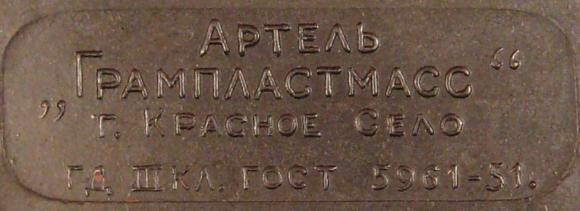 Артель
„Грампластмасс“
г. Красное Село
гд III кл. гост 5961-51.